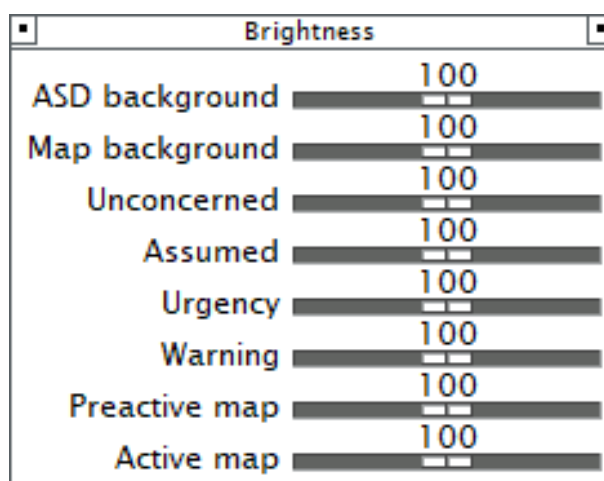 Brightness
100
ASD background
100
Map background
100
Unconcerned
100
Assumed
100
Urgency
100
Warning
100
Preactive map
100
Active map